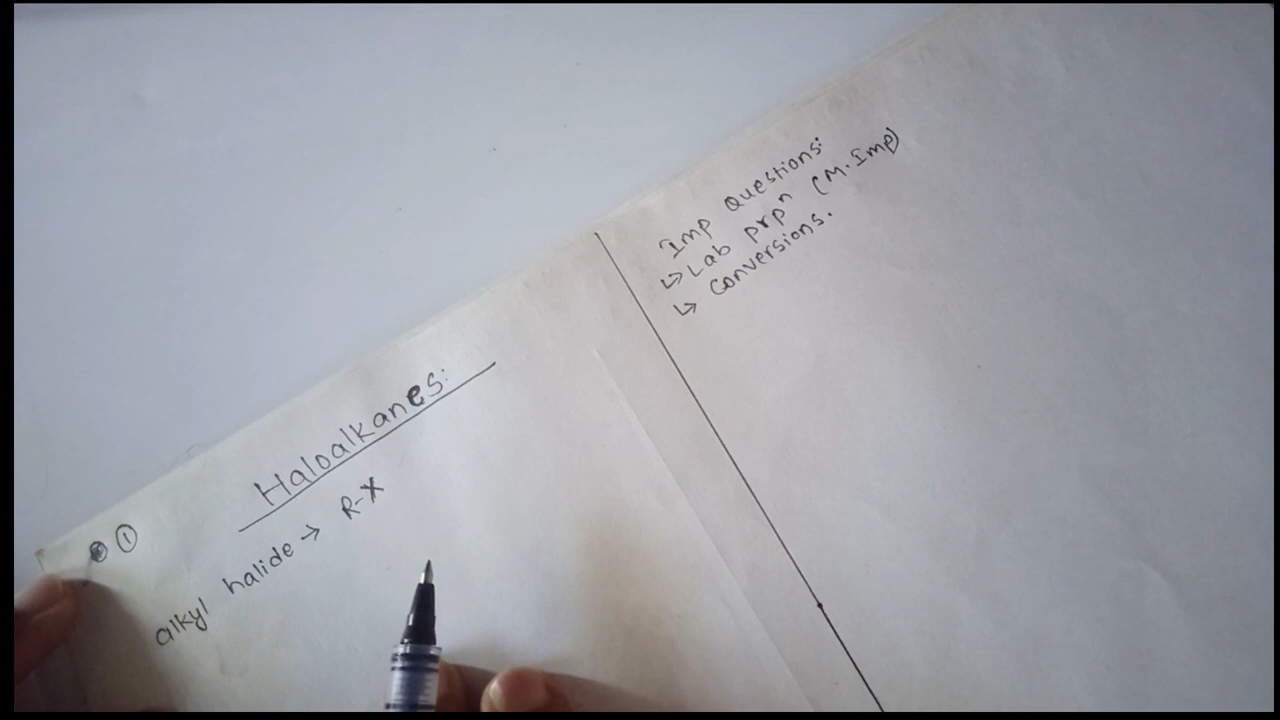 Haloalkanes:
①
alkyl halide → R-X
Imp Questions:
↳ Lab prpⁿ (M.Imp)
↳ Conversions.